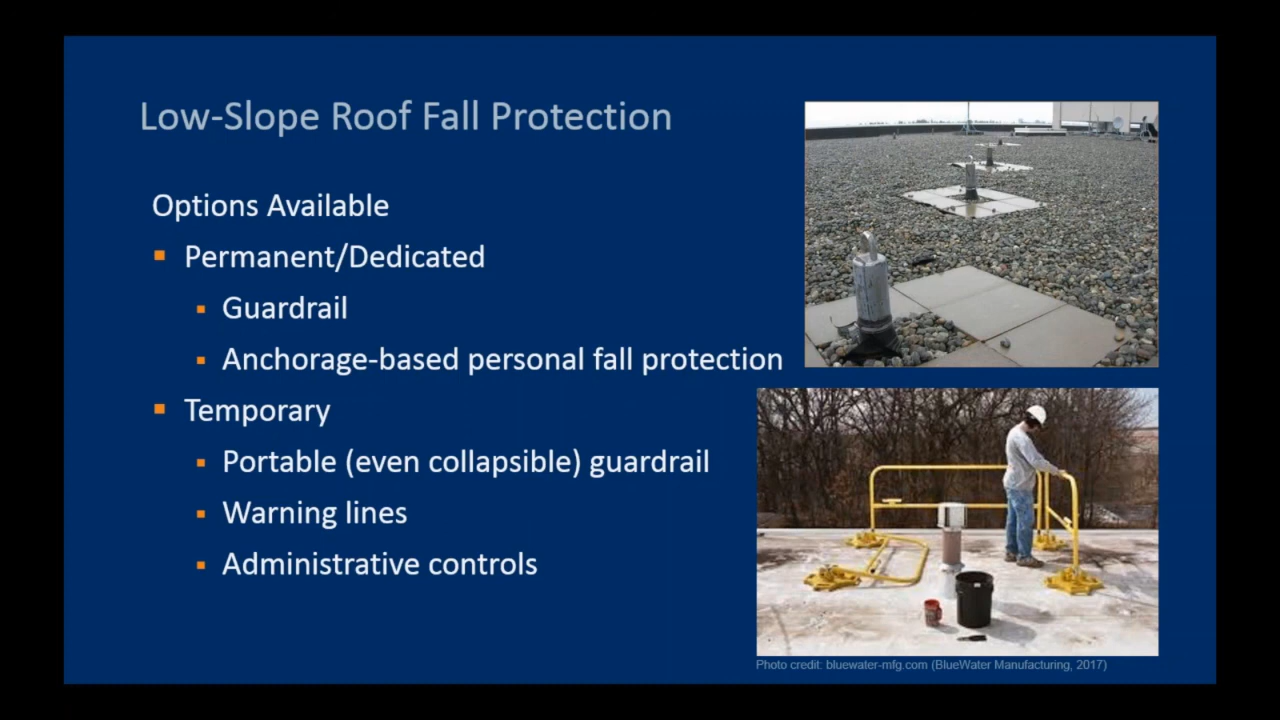 Low-Slope Roof Fall Protection
Options Available
Permanent/Dedicated
Guardrail
Anchorage-based personal fall protection
Temporary
Portable (even collapsible) guardrail
Warning lines
Administrative controls
Photo credit: bluewater-mfg.com (BlueWater Manufacturing, 2017)